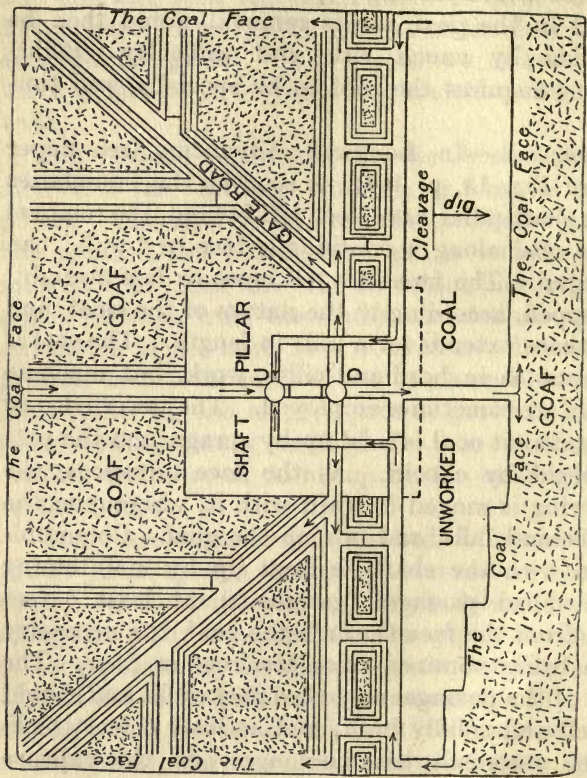 The Coal Face
The Coal Face
The Coal Face
GATE ROAD
GOAF
GOAF
SHAFT PILLAR
U
D
Cleavage
dip
UNWORKED COAL
The Coal Face
The Coal Face
GOAF